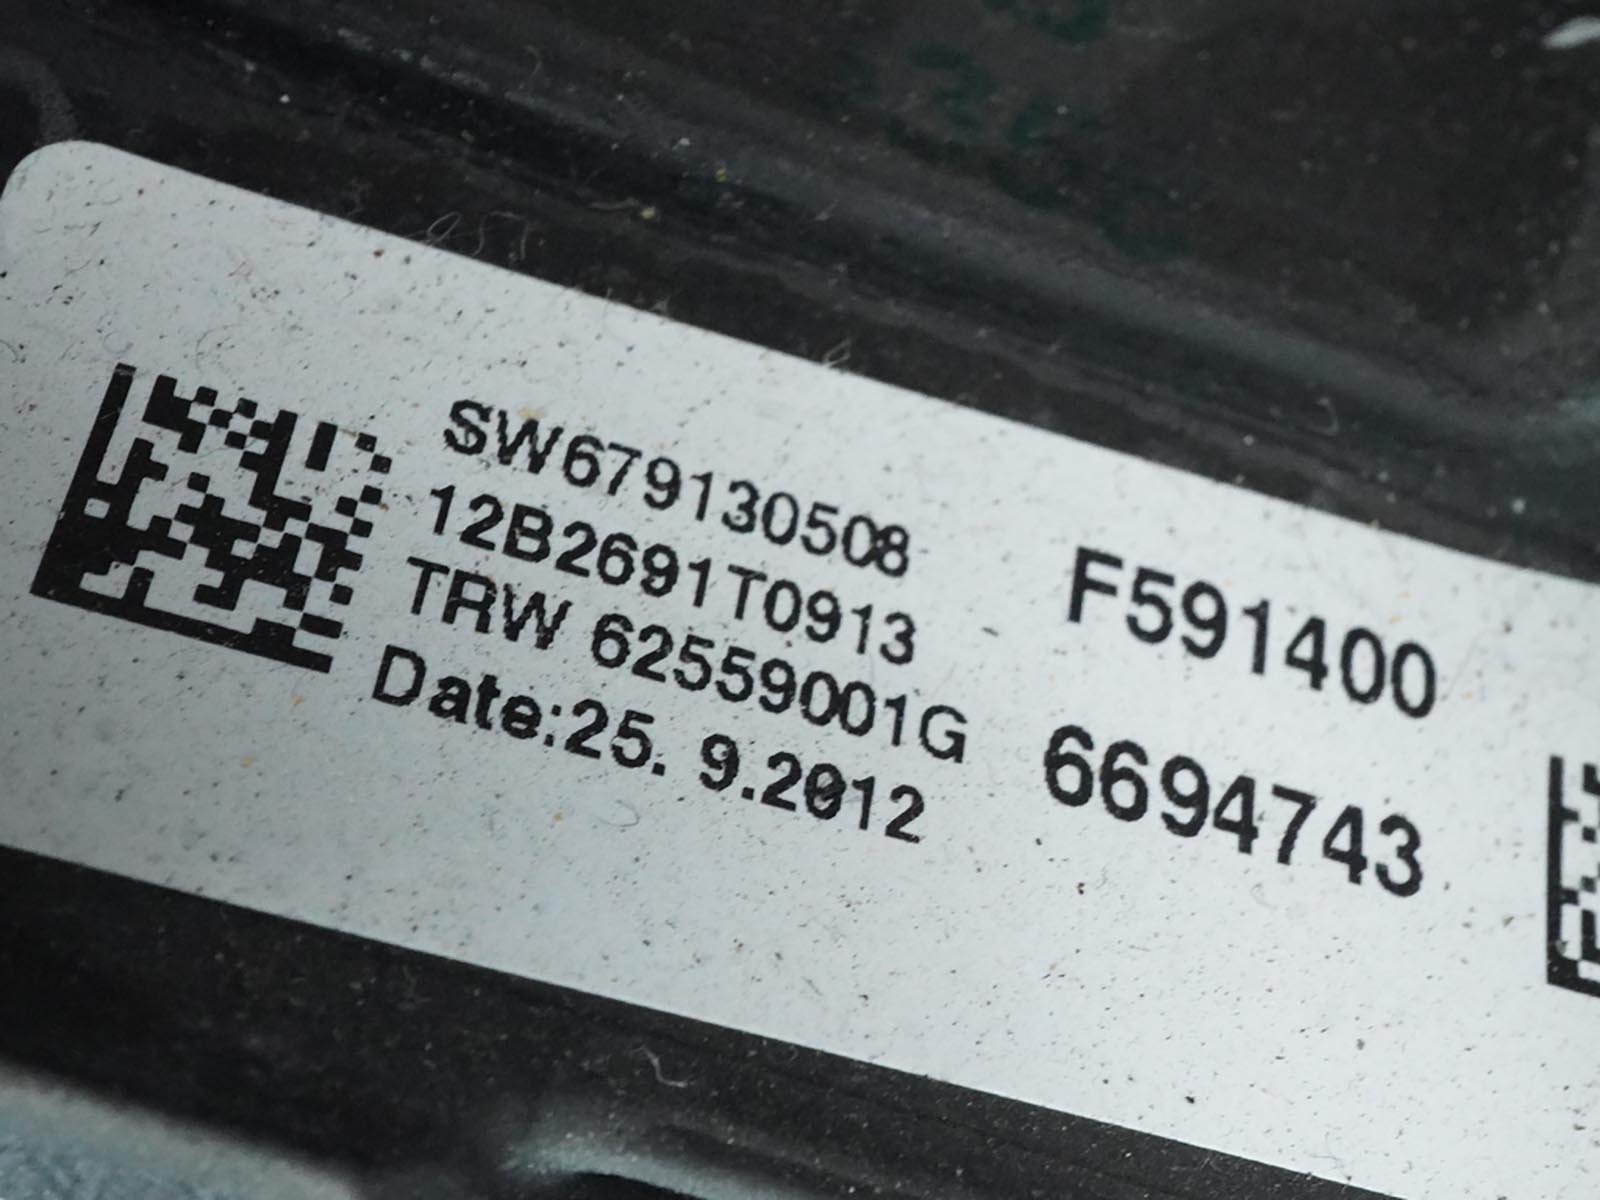 SW679130508
12B2691T0913
TRW 62559001G
Date:25. 9.2012
F591400
6694743